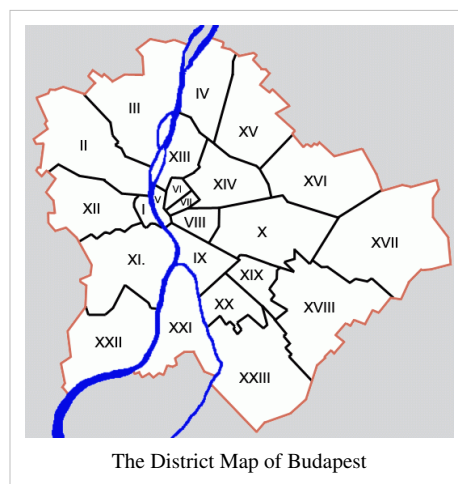 IV
III
XV
II
XIII
XVI
XIV
VI
V
VII
XII
I
VIII
X
XVII
XI.
IX
XIX
XX
XVIII
XXII
XXI
XXIII
The District Map of Budapest